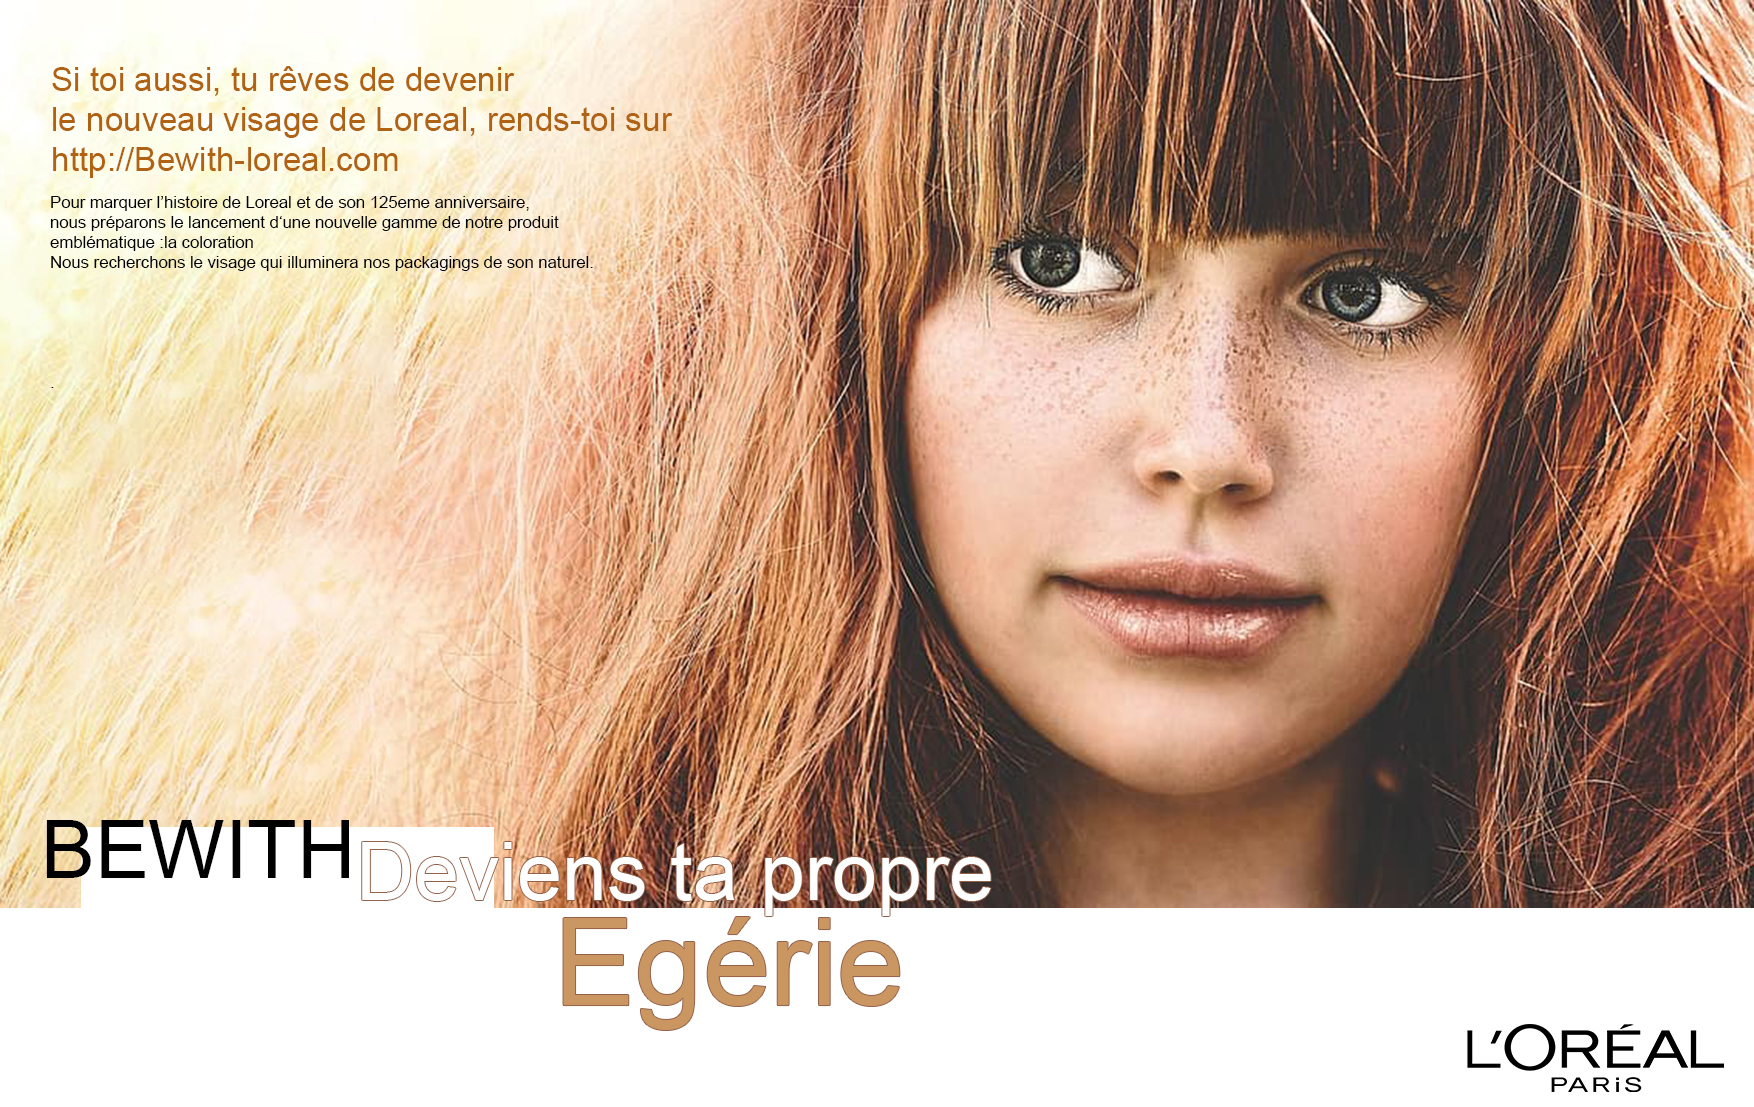 Si toi aussi, tu rêves de devenir
le nouveau visage de Loreal, rends-toi sur
http://Bewith-loreal.com
Pour marquer l’histoire de Loreal et de son 125eme anniversaire,
nous préparons le lancement d‘une nouvelle gamme de notre produit
emblématique :la coloration
Nous recherchons le visage qui illuminera nos packagings de son naturel.
.
BEWITH
Deviens ta propre
Egérie
L'ORÉAL
PARiS